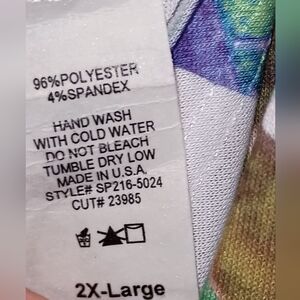 96%POLYESTER
4%SPANDEX
HAND WASH
WITH COLD WATER
DO NOT BLEACH
TUMBLE DRY LOW
MADE IN U.S.A.
STYLE# SP216-5024
CUT# 23985
2X-Large